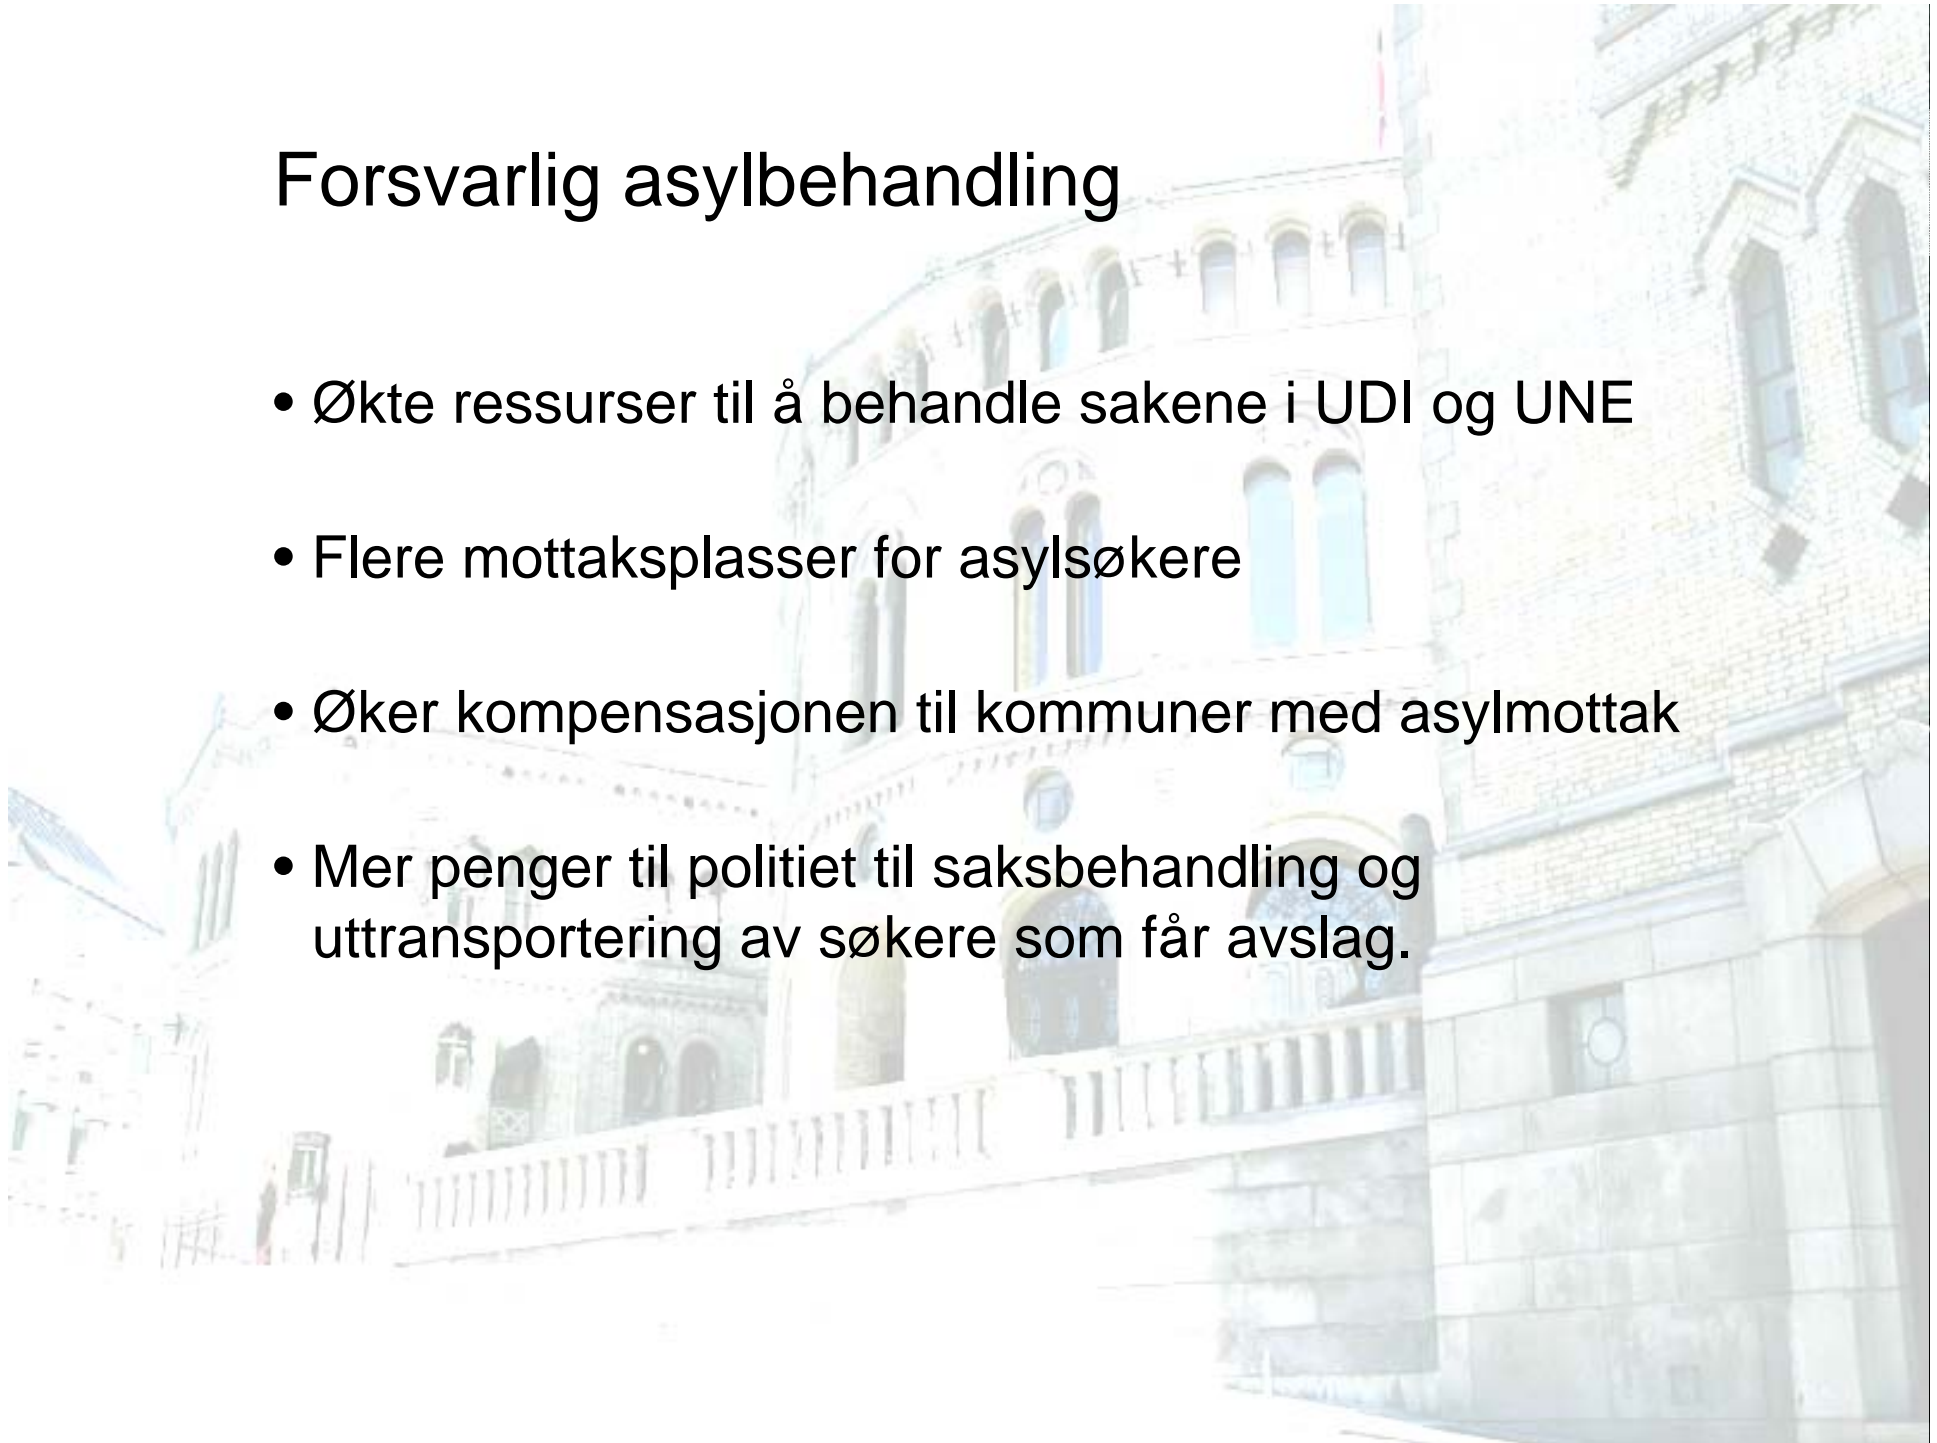 Forsvarlig asylbehandling
• Økte ressurser til å behandle sakene i UDI og UNE
• Flere mottaksplasser for asylsøkere
• Øker kompensasjonen til kommuner med asylmottak
• Mer penger til politiet til saksbehandling og
uttransportering av søkere som får avslag.